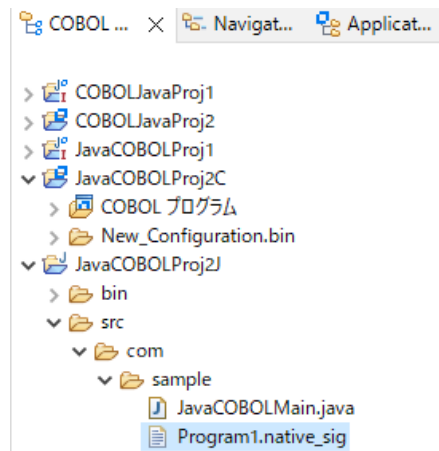 COBOL ... Navigat... Applicat...
COBOLJavaProj1
COBOLJavaProj2
JavaCOBOLProj1
JavaCOBOLProj2C
COBOL プログラム
New_Configuration.bin
JavaCOBOLProj2J
bin
src
com
sample
JavaCOBOLMain.java
Program1.native_sig